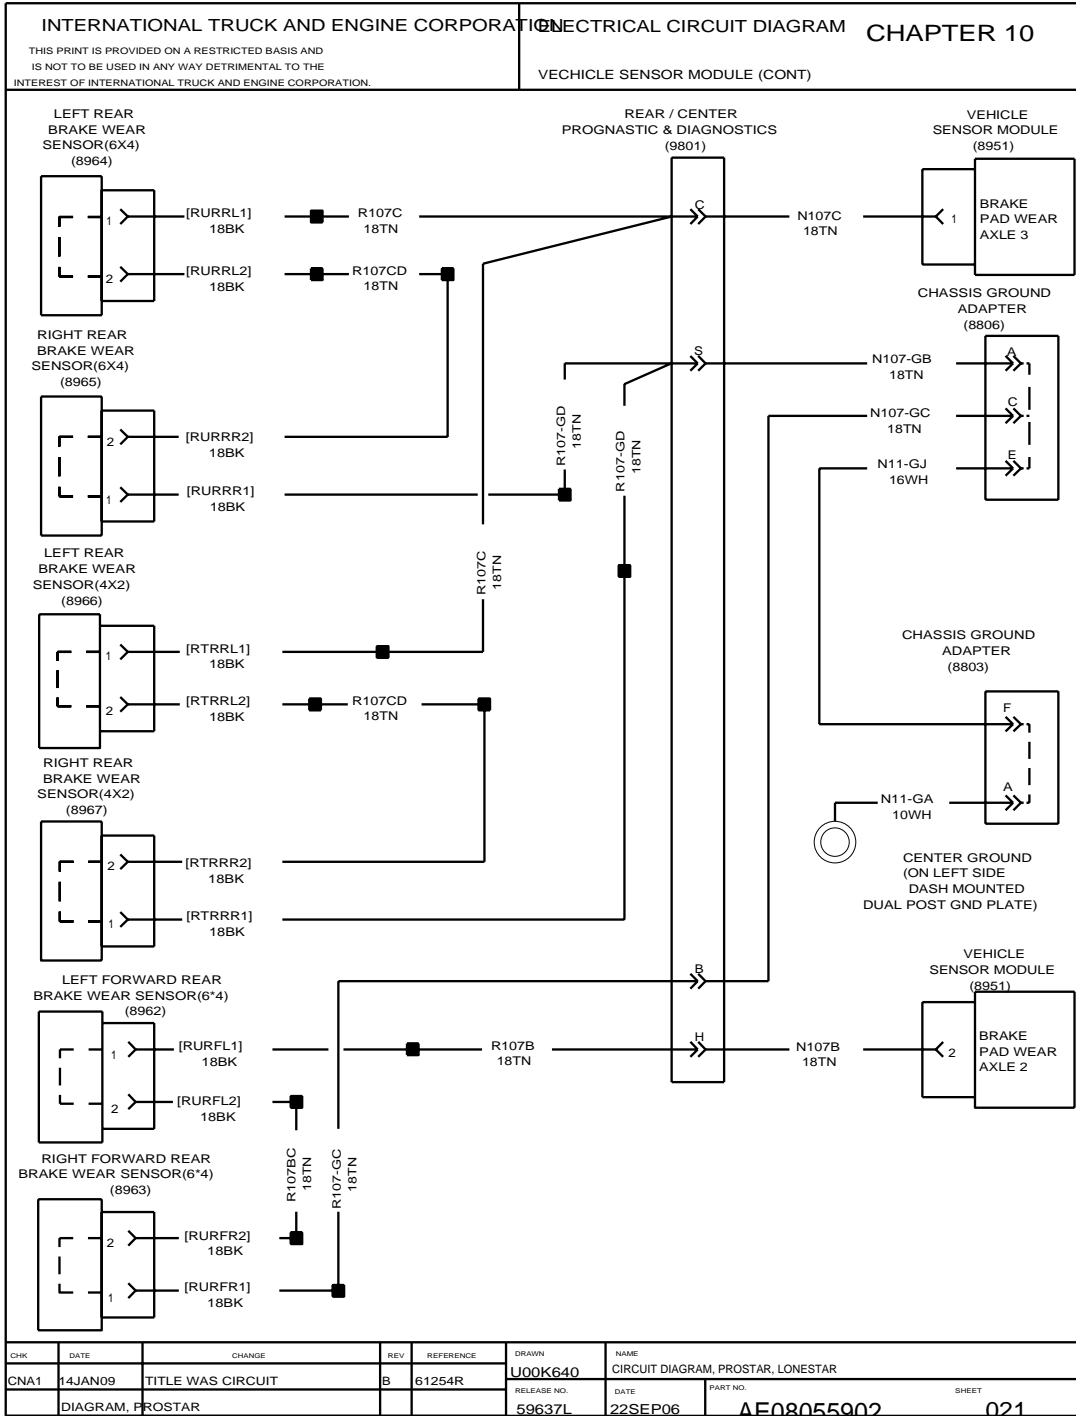 INTERNATIONAL TRUCK AND ENGINE CORPORATION
THIS PRINT IS PROVIDED ON A RESTRICTED BASIS AND
IS NOT TO BE USED IN ANY WAY DETRIMENTAL TO THE
INTEREST OF INTERNATIONAL TRUCK AND ENGINE CORPORATION.
ELECTRICAL CIRCUIT DIAGRAM
CHAPTER 10
VECHICLE SENSOR MODULE (CONT)
LEFT REAR
BRAKE WEAR
SENSOR(6X4)
(8964)
1
[RURRL1]
18BK
R107C
18TN
2
[RURRL2]
18BK
R107CD
18TN
REAR / CENTER
PROGNASTIC & DIAGNOSTICS
(9801)
C
N107C
18TN
VEHICLE
SENSOR MODULE
(8951)
1
BRAKE
PAD WEAR
AXLE 3
RIGHT REAR
BRAKE WEAR
SENSOR(6X4)
(8965)
2
[RURRR2]
18BK
1
[RURRR1]
18BK
R107-GD
18TN
R107-GD
18TN
S
N107-GB
18TN
N107-GC
18TN
N11-GJ
16WH
CHASSIS GROUND
ADAPTER
(8806)
A
C
E
LEFT REAR
BRAKE WEAR
SENSOR(4X2)
(8966)
1
[RTRRL1]
18BK
R107C
18TN
2
[RTRRL2]
18BK
R107CD
18TN
CHASSIS GROUND
ADAPTER
(8803)
F
A
N11-GA
10WH
CENTER GROUND
(ON LEFT SIDE
DASH MOUNTED
DUAL POST GND PLATE)
RIGHT REAR
BRAKE WEAR
SENSOR(4X2)
(8967)
2
[RTRRR2]
18BK
1
[RTRRR1]
18BK
LEFT FORWARD REAR
BRAKE WEAR SENSOR(6*4)
(8962)
1
[RURFL1]
18BK
R107B
18TN
2
[RURFL2]
18BK
B
H
N107B
18TN
VEHICLE
SENSOR MODULE
(8951)
2
BRAKE
PAD WEAR
AXLE 2
RIGHT FORWARD REAR
BRAKE WEAR SENSOR(6*4)
(8963)
R107BC
18TN
R107-GC
18TN
2
[RURFR2]
18BK
1
[RURFR1]
18BK
CHK DATE CHANGE REV REFERENCE
CNA1 14JAN09 TITLE WAS CIRCUIT B 61254R
DIAGRAM, PROSTAR
DRAWN
U00K640
NAME
CIRCUIT DIAGRAM, PROSTAR, LONESTAR
RELEASE NO.
59637L
DATE
22SEP06
PART NO.
AE08055902
SHEET
021